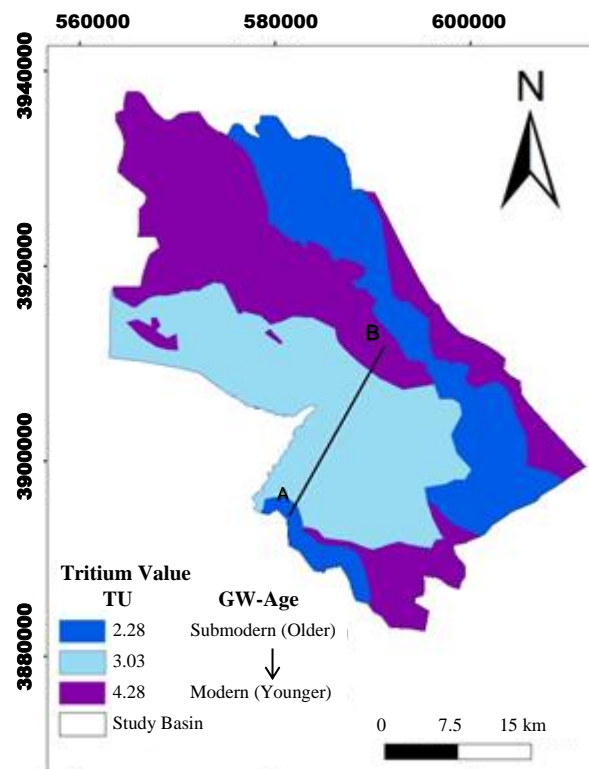 560000 580000 600000
3940000
N
3920000
B
3900000
A
Tritium Value
TU GW-Age
2.28 Submodern (Older)
3.03
3880000
4.28 Modern (Younger)
Study Basin
0 7.5 15 km